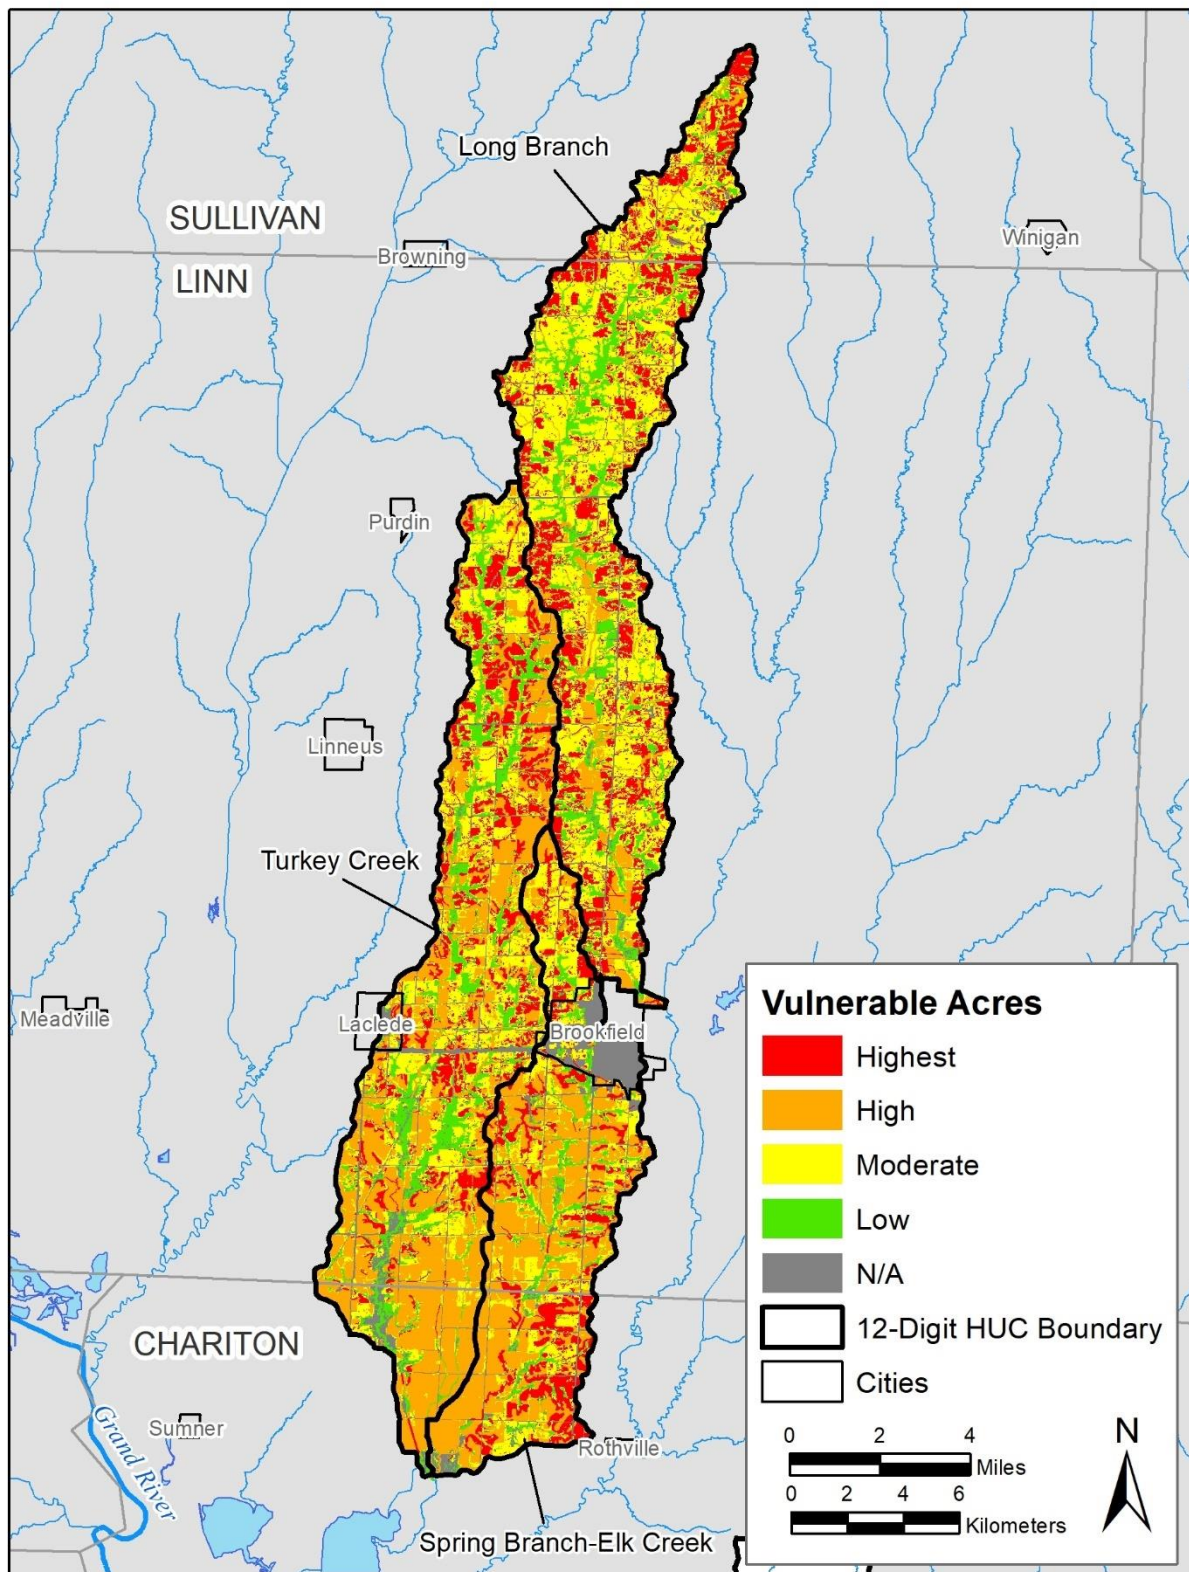 Long Branch
SULLIVAN
Winigan
Browning
LINN
Purdin
Linneus
Turkey Creek
Meadville
Laclede
Brookfield
CHARITON
Sumner
Grand River
Rothville
Spring Branch-Elk Creek
Vulnerable Acres
Highest
High
Moderate
Low
N/A
12-Digit HUC Boundary
Cities
0 2 4
Miles
0 2 4 6
Kilometers
N